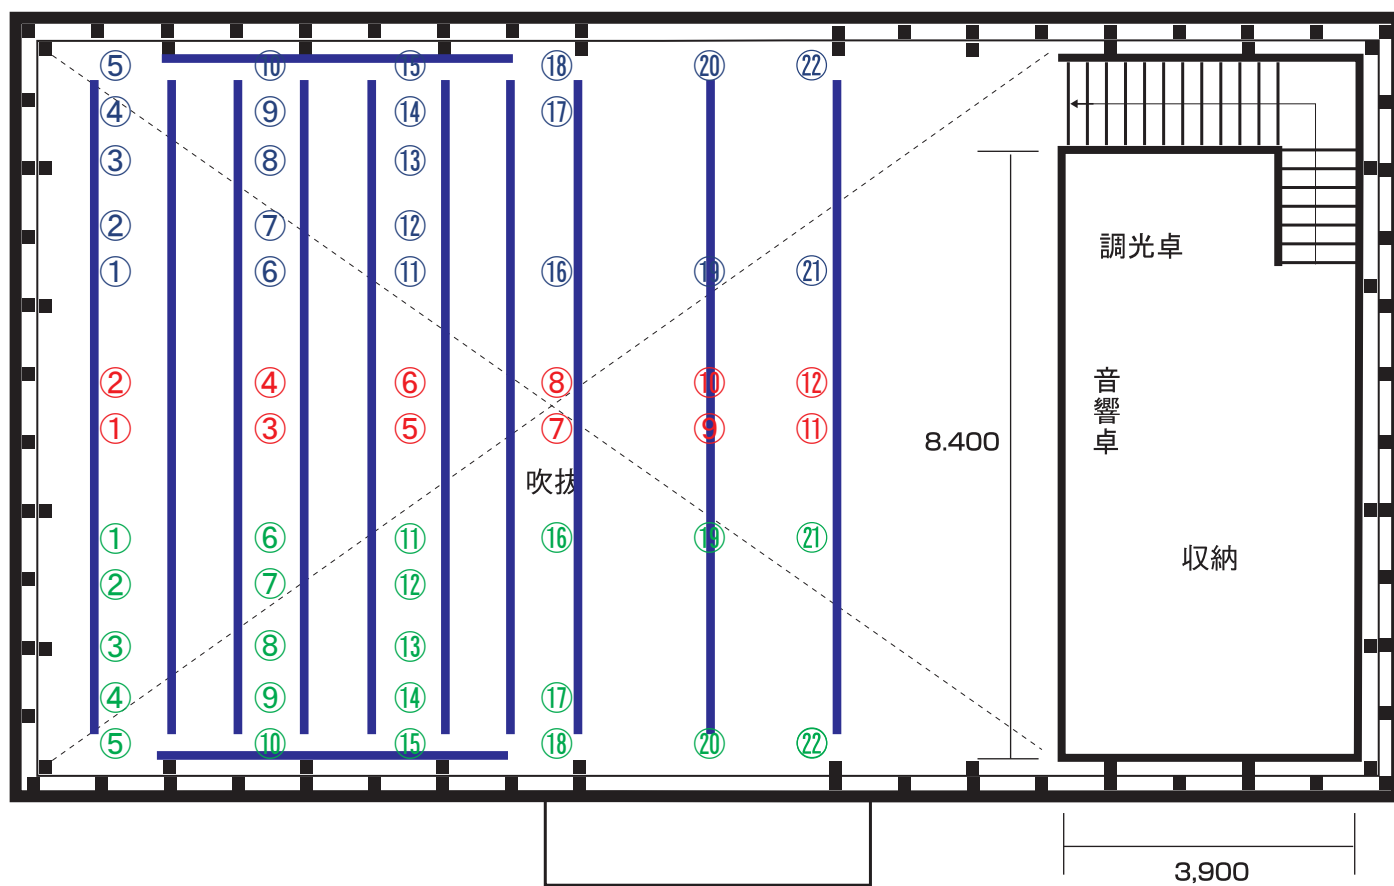 ⑤ ⑩ ⑮ ⑱ ⑳ ㉒
④ ⑨ ⑭ ⑰
③ ⑧ ⑬
② ⑦ ⑫
① ⑥ ⑪ ⑯ ⑲ ㉑
調光卓
② ④ ⑥ ⑧ ⑩ ⑫
① ③ ⑤ ⑦ ⑨ ⑪
音響卓
8.400
吹抜
① ⑥ ⑪ ⑯ ⑲ ㉑
収納
② ⑦ ⑫
③ ⑧ ⑬
④ ⑨ ⑭ ⑰
⑤ ⑩ ⑮ ⑱ ⑳ ㉒
3,900